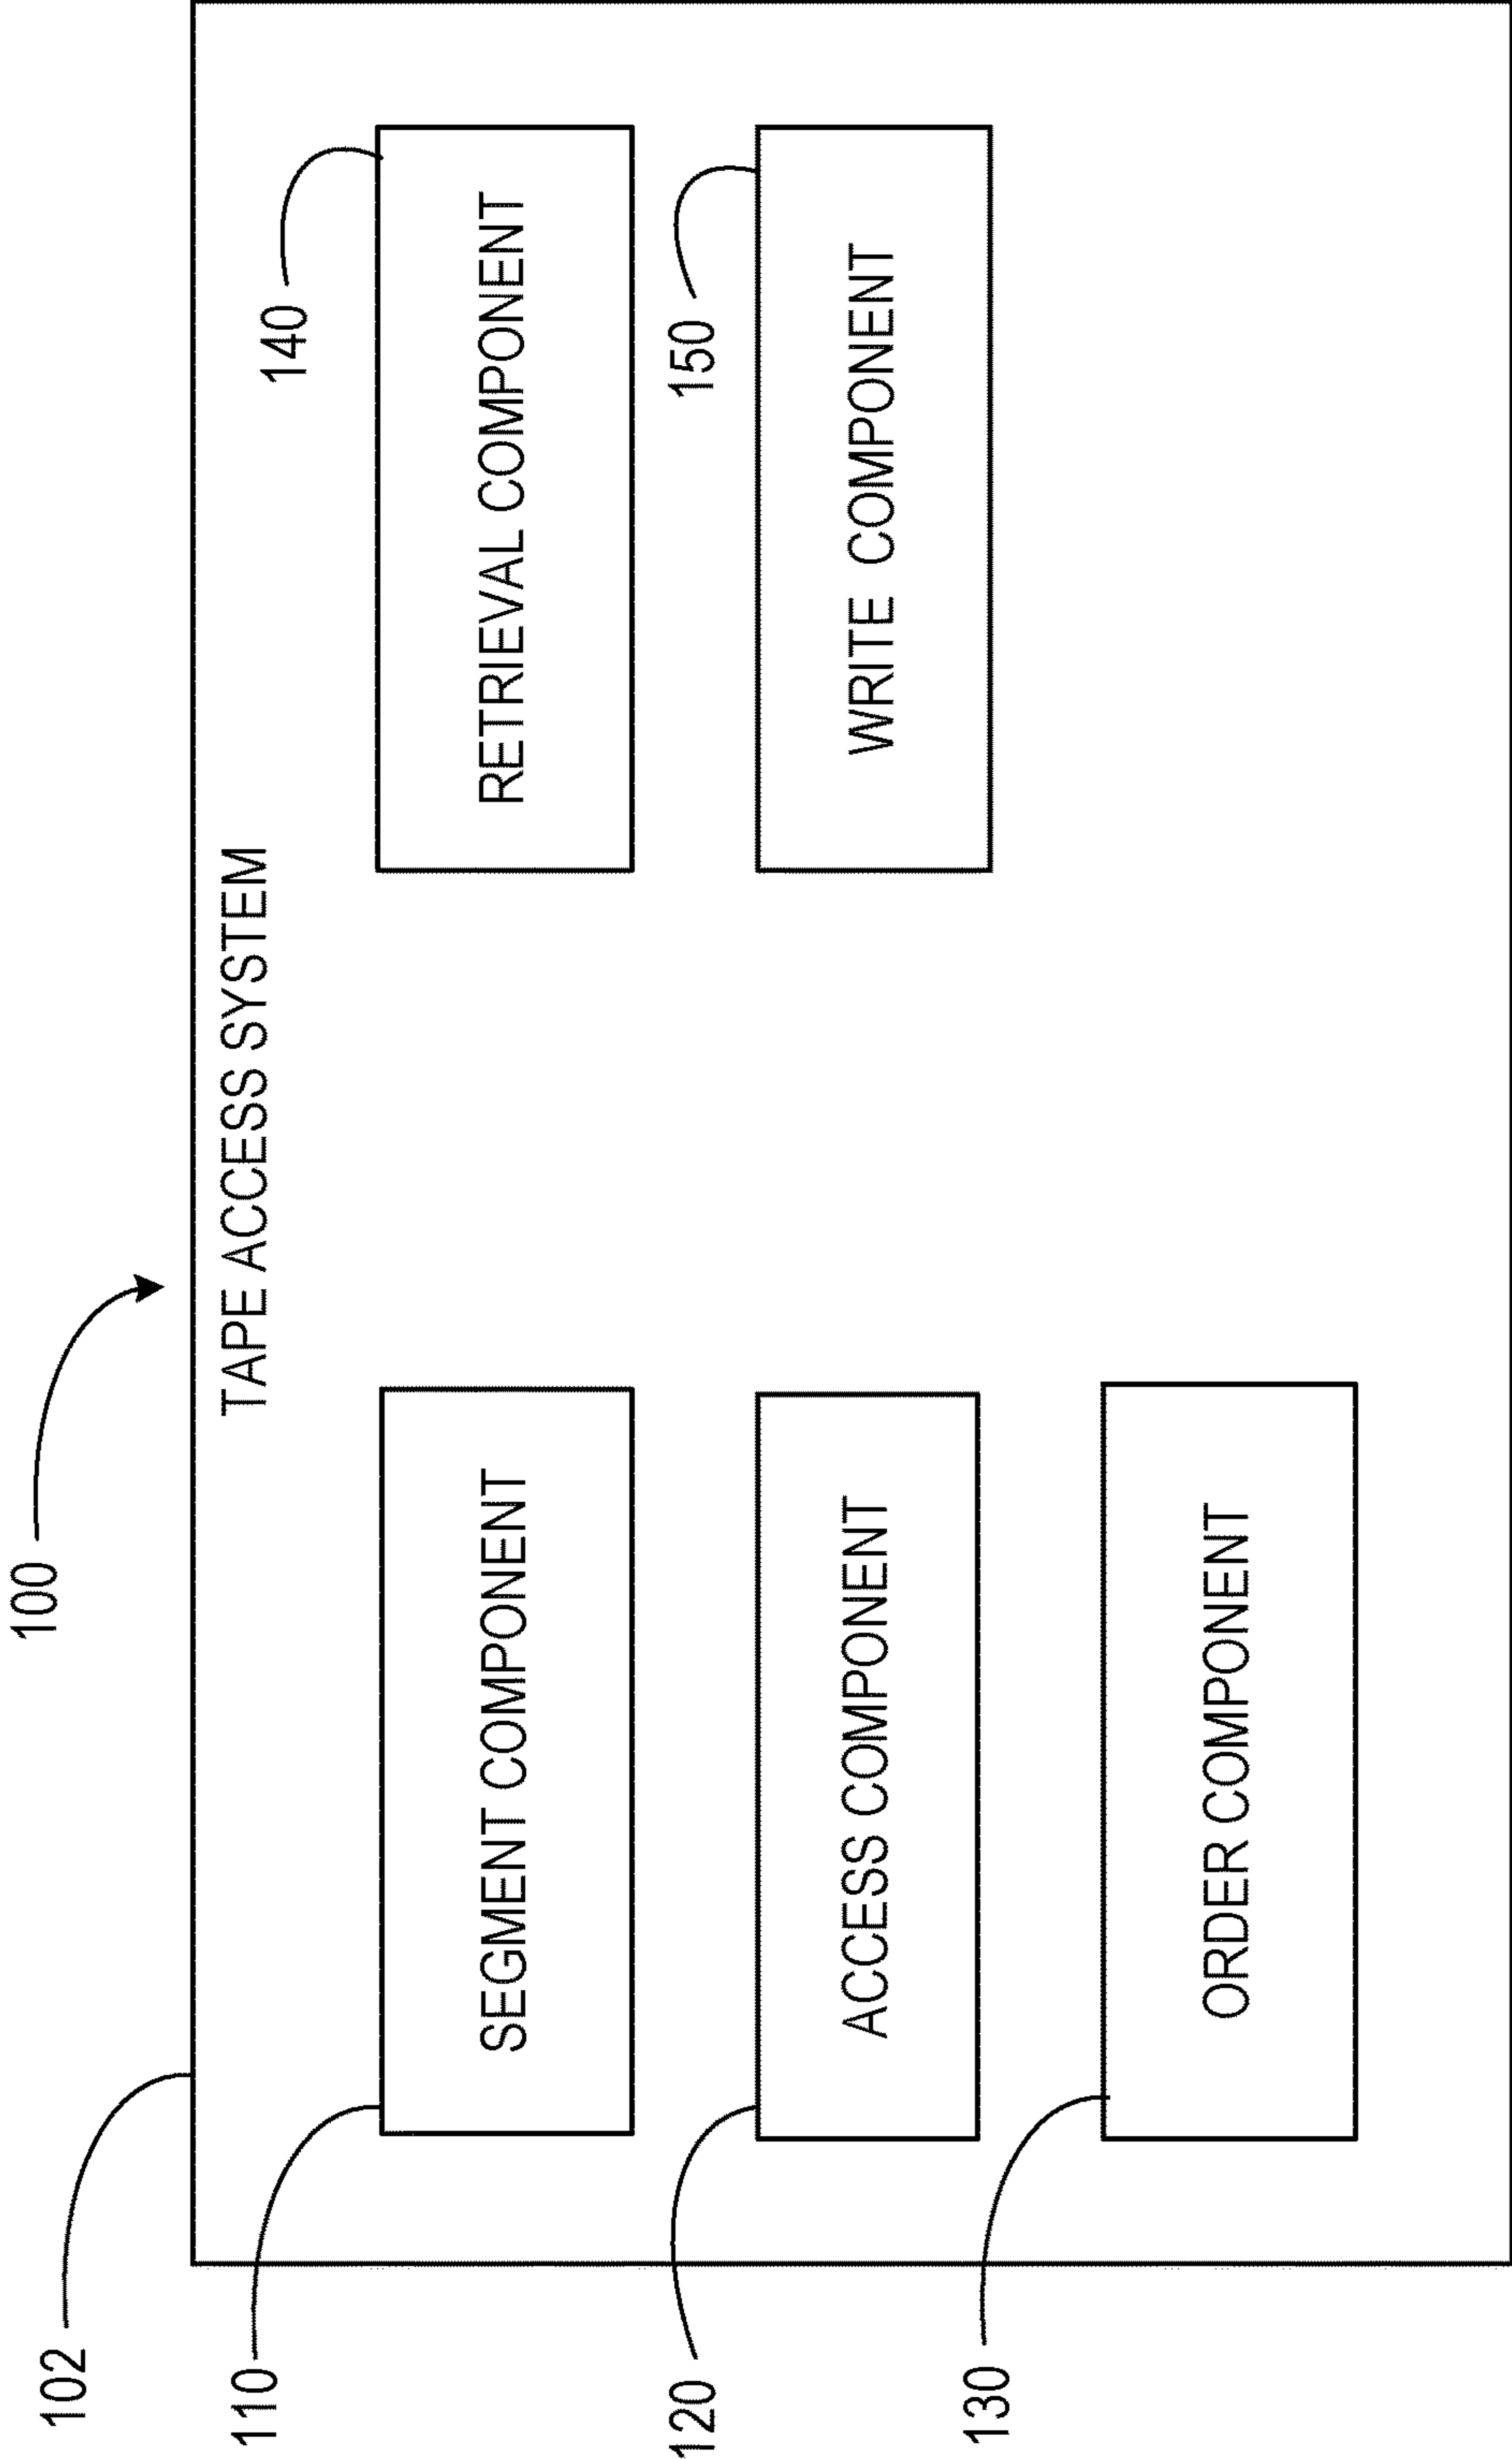 100
102
TAPE ACCESS SYSTEM
110
SEGMENT COMPONENT
140
RETRIEVAL COMPONENT
120
ACCESS COMPONENT
150
WRITE COMPONENT
130
ORDER COMPONENT